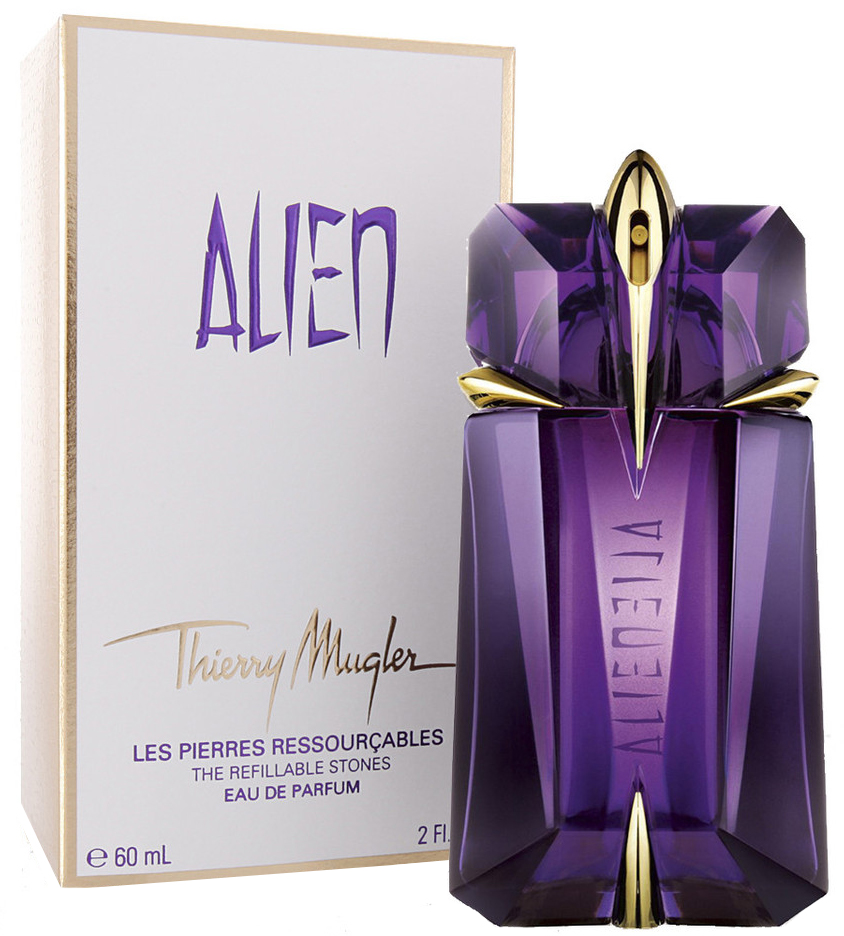 ALIEN
Thierry Mugler
LES PIERRES RESSOURÇABLES
THE REFILLABLE STONES
EAU DE PARFUM
℮ 60 mL
2 Fl.
ALIEN